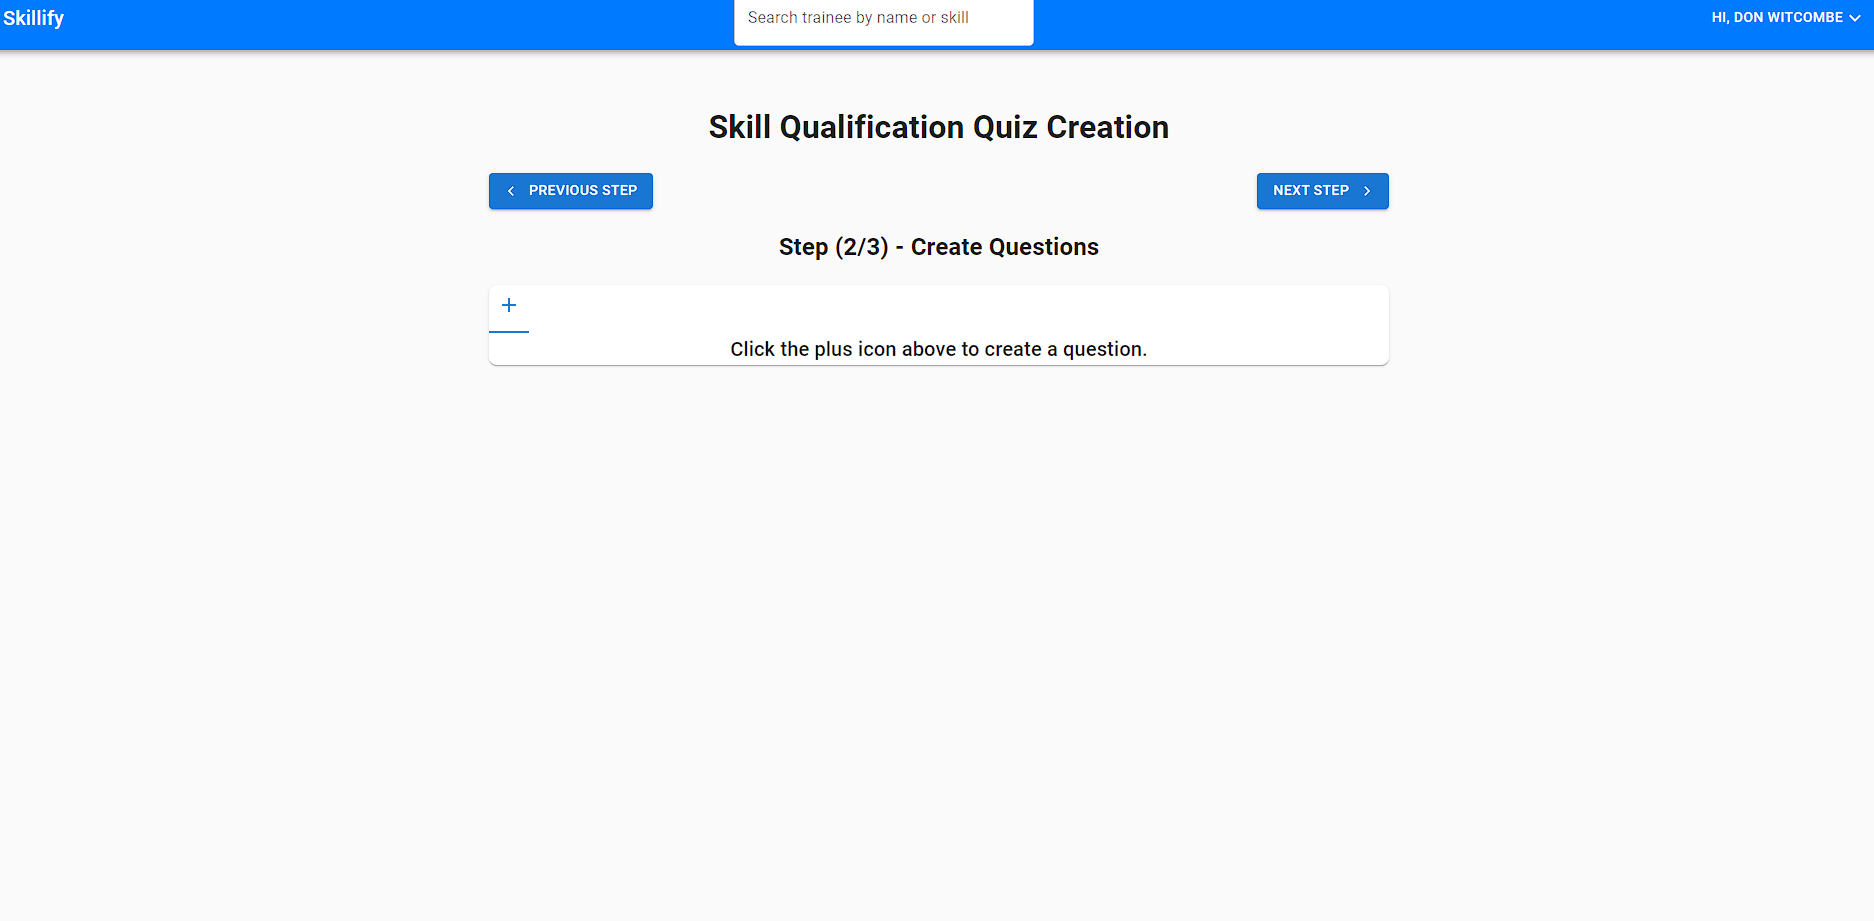 Skillify
Search trainee by name or skill
HI, DON WITCOMBE
Skill Qualification Quiz Creation
PREVIOUS STEP
NEXT STEP
Step (2/3) - Create Questions
Click the plus icon above to create a question.